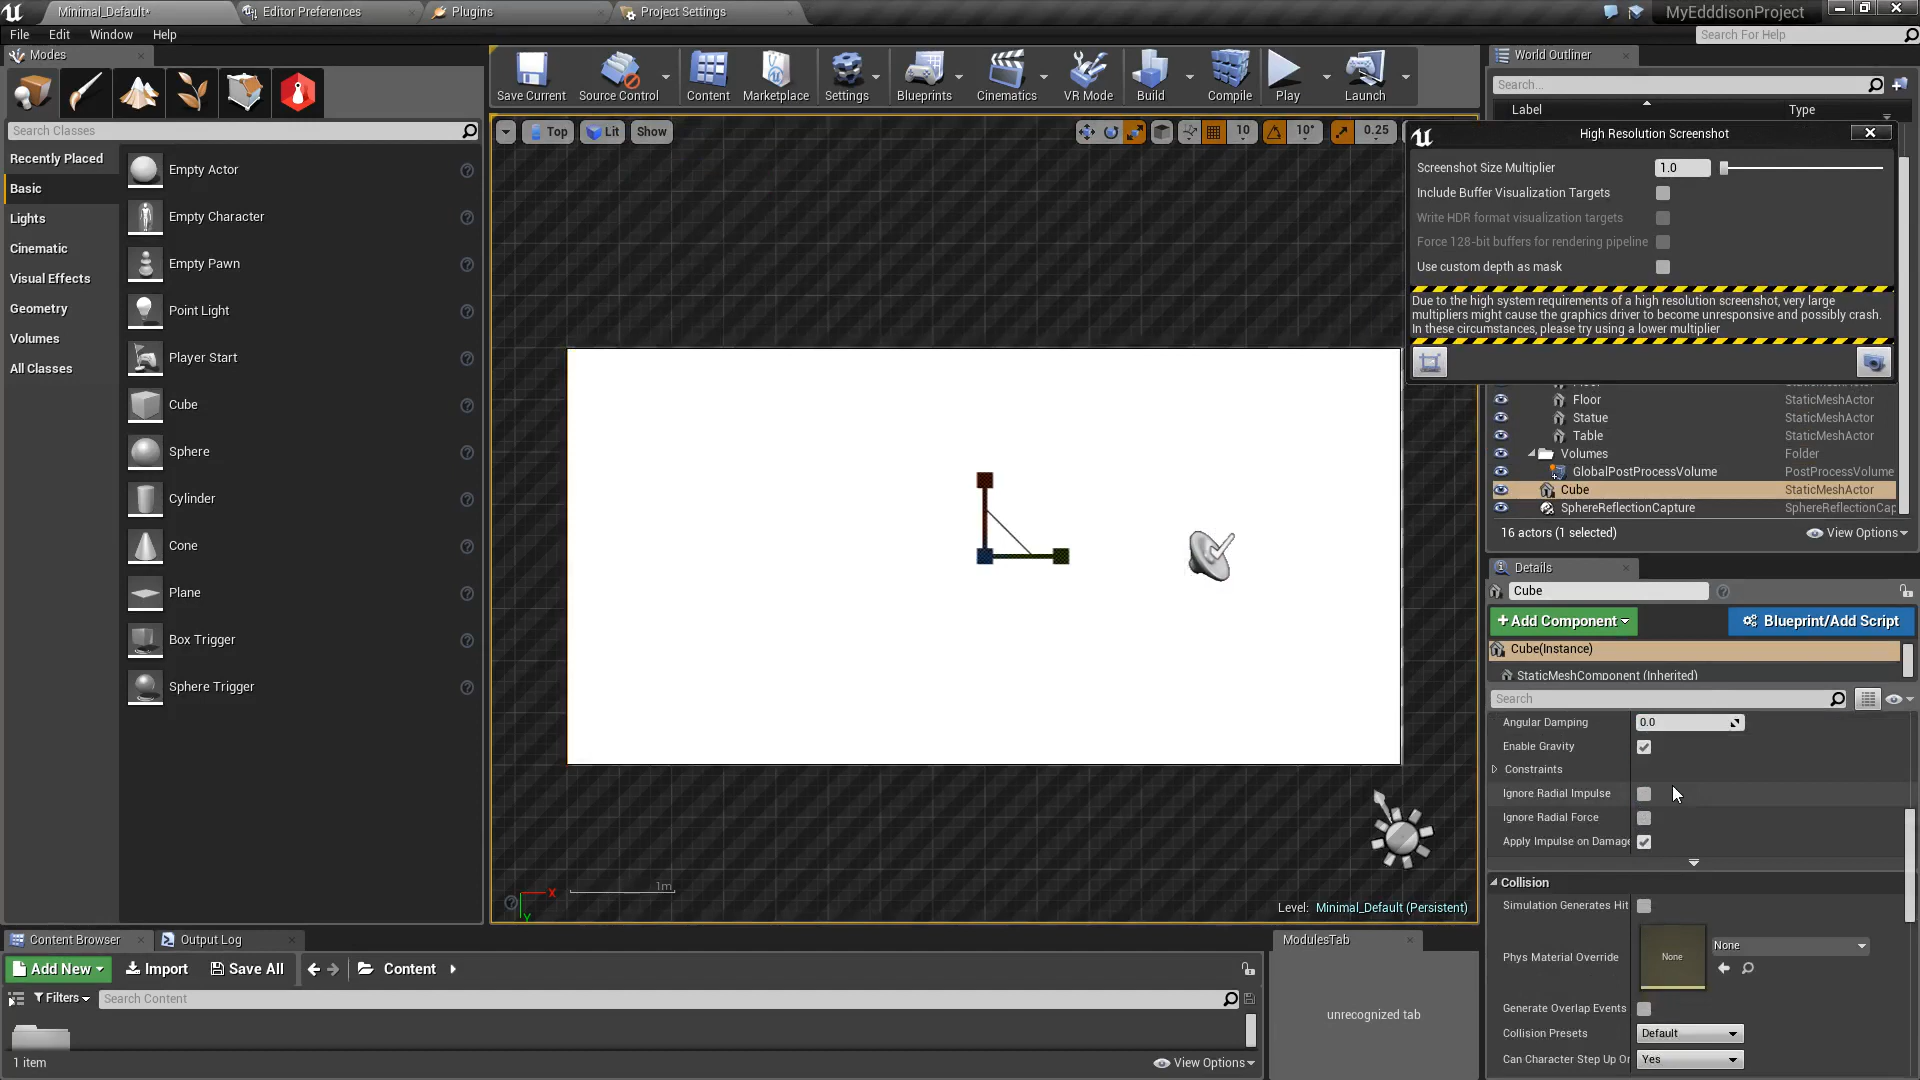 Minimal_Default*
Editor Preferences
Plugins
Project Settings
MyEdddisonProject
File
Edit
Window
Help
Search For Help
Modes
World Outliner
Save Current
Source Control
Content
Marketplace
Settings
Blueprints
Cinematics
VR Mode
Build
Compile
Play
Launch
Search...
Label
Type
Search Classes
Recently Placed
Basic
Lights
Cinematic
Visual Effects
Geometry
Volumes
All Classes
Empty Actor
Empty Character
Empty Pawn
Point Light
Player Start
Cube
Sphere
Cylinder
Cone
Plane
Box Trigger
Sphere Trigger
Top
Lit
Show
10
10°
0.25
High Resolution Screenshot
Screenshot Size Multiplier
1.0
Include Buffer Visualization Targets
Write HDR format visualization targets
Force 128-bit buffers for rendering pipeline
Use custom depth as mask
Due to the high system requirements of a high resolution screenshot, very large
multipliers might cause the graphics driver to become unresponsive and possibly crash.
In these circumstances, please try using a lower multiplier
Floor StaticMeshActor
Statue StaticMeshActor
Table StaticMeshActor
Volumes Folder
GlobalPostProcessVolume PostProcessVolume
Cube StaticMeshActor
SphereReflectionCapture SphereReflectionCap
16 actors (1 selected)
View Options
Details
Cube
+Add Component
Blueprint/Add Script
Cube(Instance)
StaticMeshComponent (Inherited)
Search
Angular Damping
0.0
Enable Gravity
Constraints
Ignore Radial Impulse
Ignore Radial Force
Apply Impulse on Damage
Collision
Simulation Generates Hit
Phys Material Override
None
None
Generate Overlap Events
Collision Presets
Default
Can Character Step Up On
Yes
X
Y
1m
Level: Minimal_Default (Persistent)
Content Browser
Output Log
ModulesTab
Add New
Import
Save All
Content
Filters
Search Content
unrecognized tab
1 item
View Options